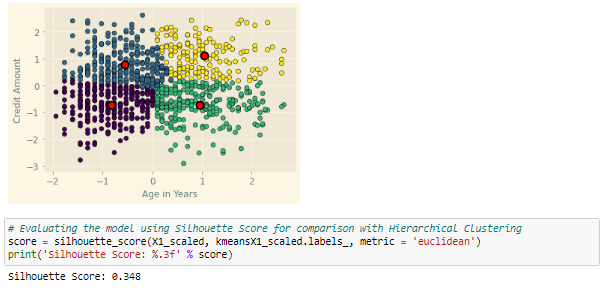 2
1
0
−1
−2
−3
Credit Amount
−2 −1 0 1 2
Age in Years
# Evaluating the model using Silhouette Score for comparison with Hierarchical Clustering
score = silhouette_score(X1_scaled, kmeansX1_scaled.labels_, metric = 'euclidean')
print('Silhouette Score: %.3f' % score)
Silhouette Score: 0.348